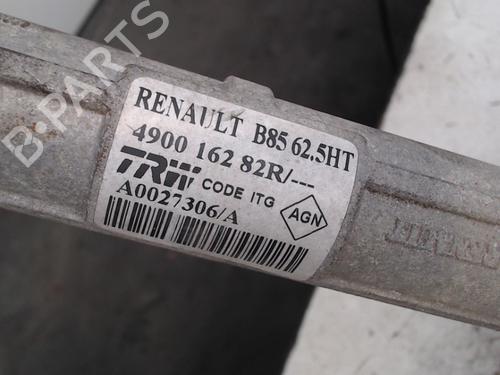 RENAULT B85 62,5HT
4900 162 82R/---
TRW CODE ITG AGN
A0027306/A
B-PARTS